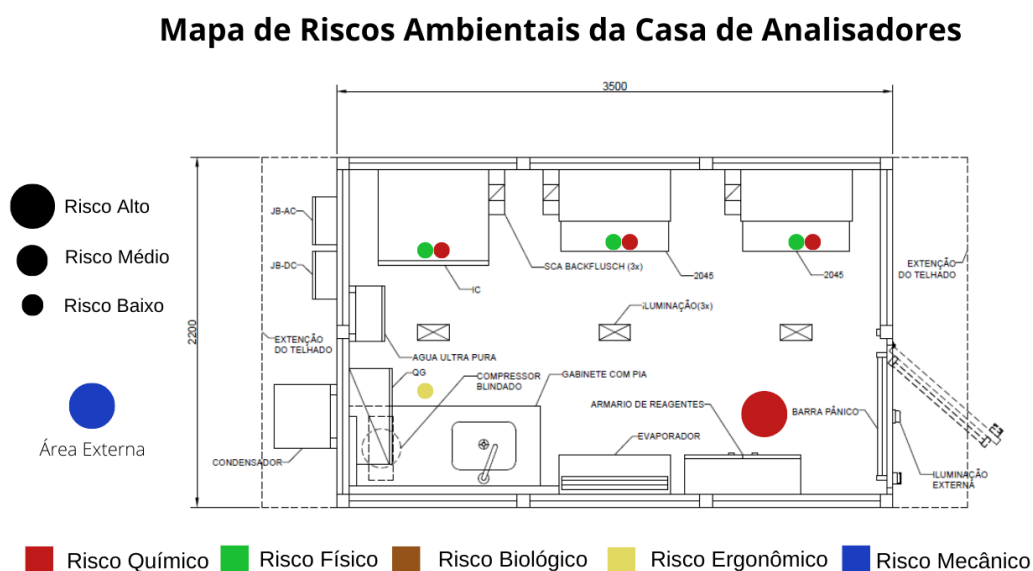 Mapa de Riscos Ambientais da Casa de Analisadores
3500
Risco Alto
Risco Médio
Risco Baixo
2200
JB-AC
JB-DC
SCA BACKFLUSCH (3x)
IC
2045
2045
EXTENÇÃO
DO TELHADO
ILUMINAÇÃO(3x)
EXTENÇÃO
DO TELHADO
AGUA ULTRA PURA
QG
COMPRESSOR
BLINDADO
GABINETE COM PIA
ARMARIO DE REAGENTES
BARRA PÂNICO
EVAPORADOR
Área Externa
CONDENSADOR
ILUMINAÇÃO
EXTERNA
Risco Químico
Risco Físico
Risco Biológico
Risco Ergonômico
Risco Mecânico